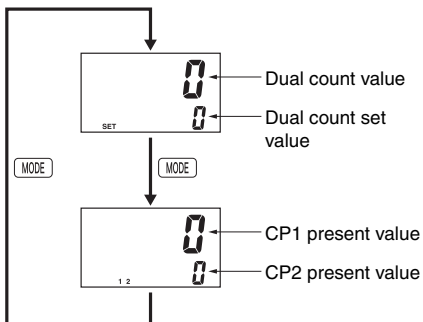 0
Dual count value
SET
0
Dual count set
value
MODE
MODE
0
CP1 present value
1 2
0
CP2 present value